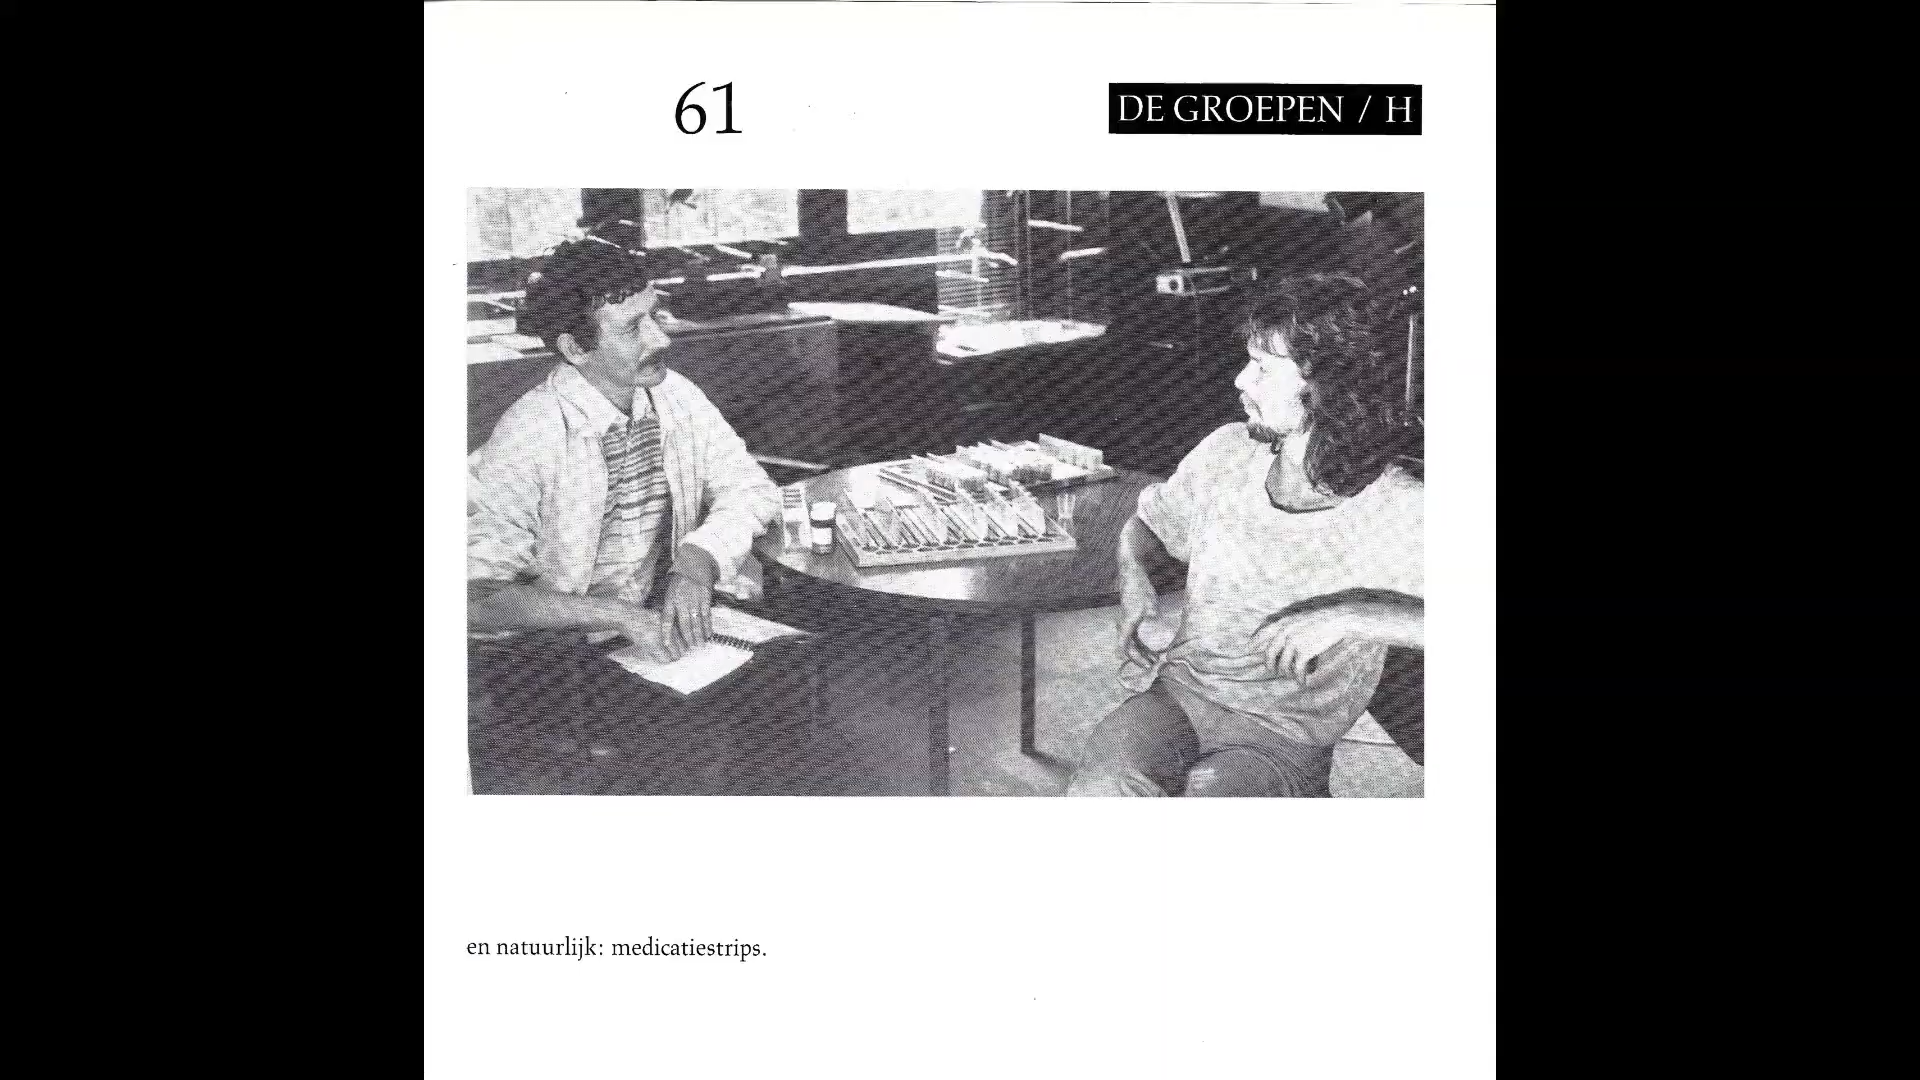 61
DE GROEPEN / H
en natuurlijk: medicatiestrips.